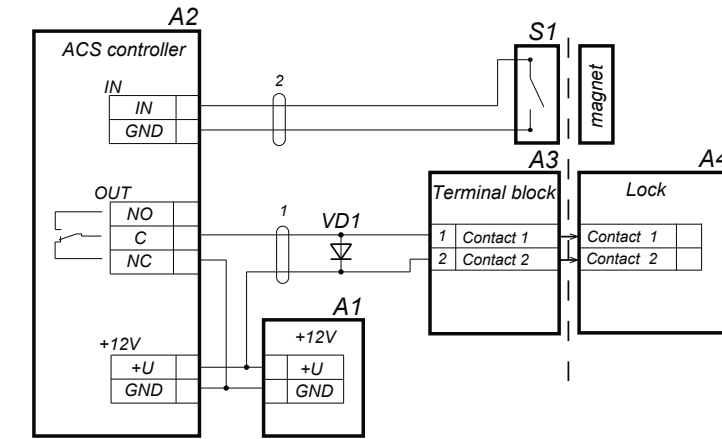 A2
ACS controller
IN
IN
GND
OUT
NO
C
NC
+12V
+U
GND
2
1
VD1
A1
+12V
+U
GND
S1
magnet
A3
Terminal block
1 Contact 1
2 Contact 2
A4
Lock
Contact 1
Contact 2